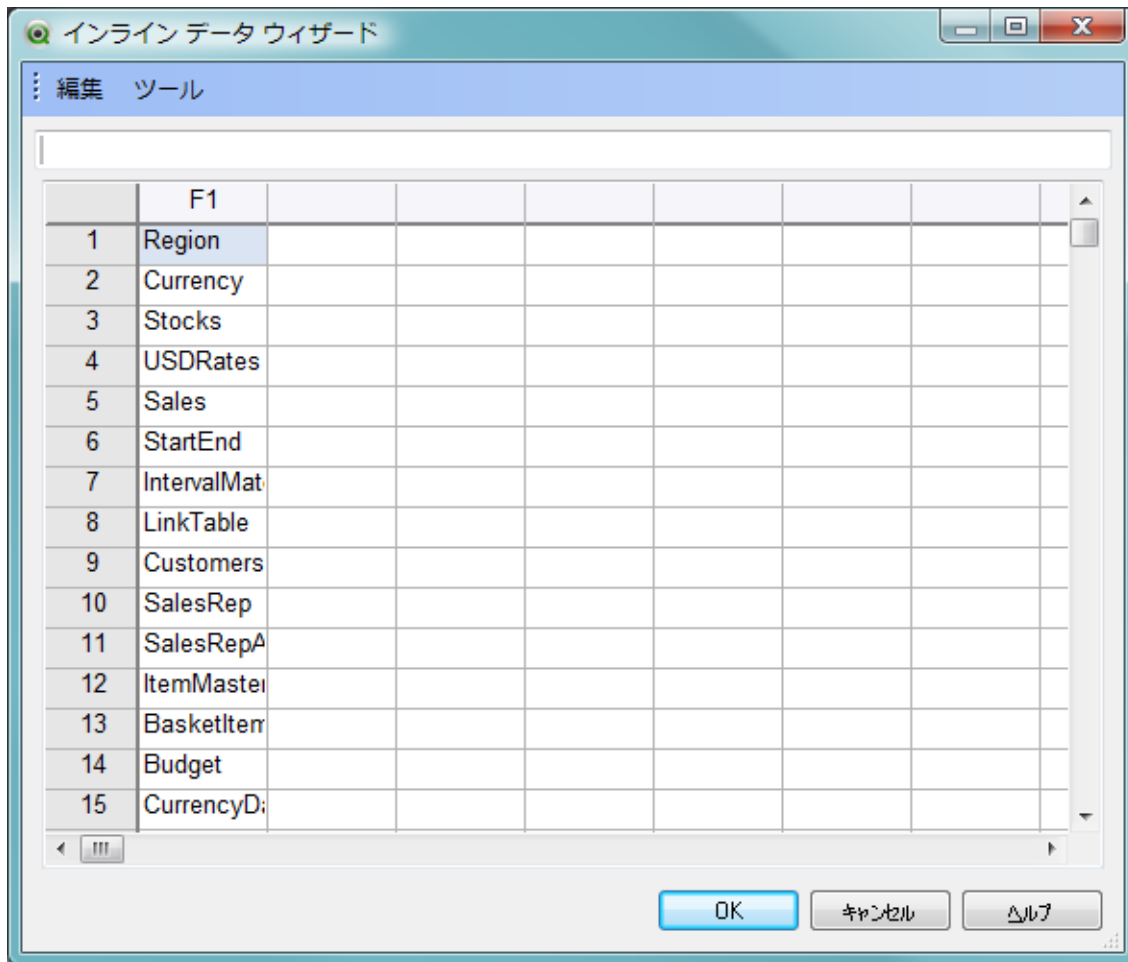 インライン データ ウィザード
編集 ツール
F1
1 Region
2 Currency
3 Stocks
4 USDRates
5 Sales
6 StartEnd
7 IntervalMat
8 LinkTable
9 Customers
10 SalesRep
11 SalesRepA
12 ItemMaster
13 BasketItem
14 Budget
15 CurrencyDa
OK キャンセル ヘルプ